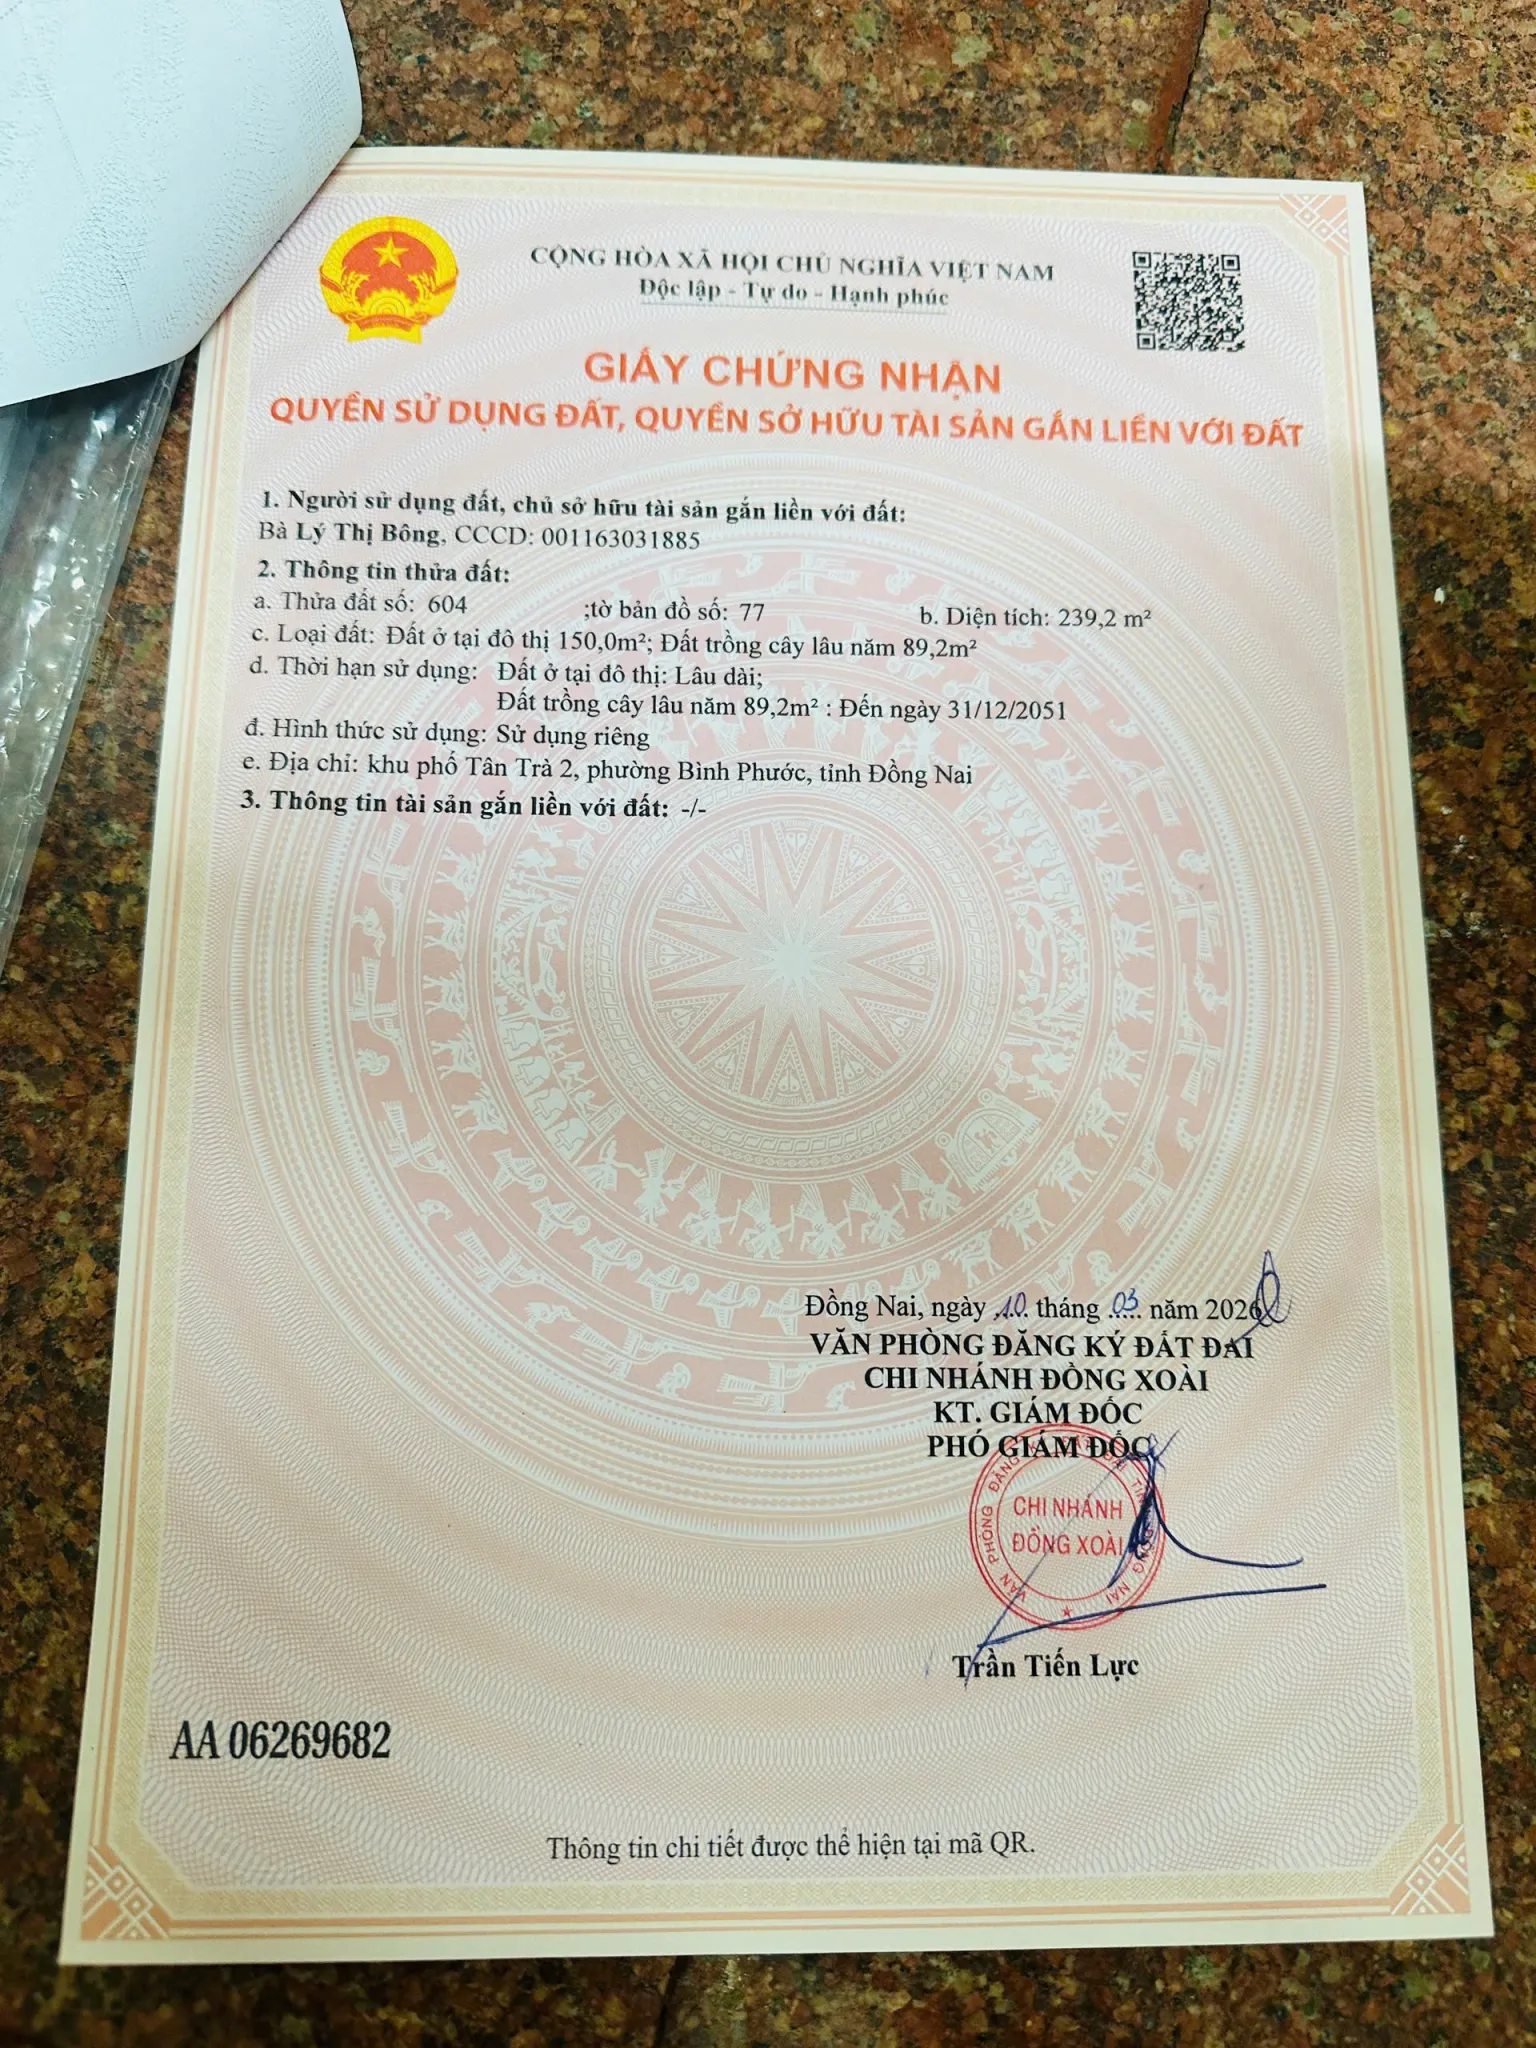 CỘNG HÒA XÃ HỘI CHỦ NGHĨA VIỆT NAM
Độc lập - Tự do - Hạnh phúc
GIẤY CHỨNG NHẬN
QUYỀN SỬ DỤNG ĐẤT, QUYỀN SỞ HỮU TÀI SẢN GẮN LIỀN VỚI ĐẤT
1. Người sử dụng đất, chủ sở hữu tài sản gắn liền với đất:
Bà Lý Thị Bông, CCCD: 001163031885
2. Thông tin thửa đất:
a. Thửa đất số: 604 ;tờ bản đồ số: 77 b. Diện tích: 239,2 m²
c. Loại đất: Đất ở tại đô thị 150,0m²; Đất trồng cây lâu năm 89,2m²
d. Thời hạn sử dụng: Đất ở tại đô thị: Lâu dài;
Đất trồng cây lâu năm 89,2m² : Đến ngày 31/12/2051
đ. Hình thức sử dụng: Sử dụng riêng
e. Địa chỉ: khu phố Tân Trà 2, phường Bình Phước, tỉnh Đồng Nai
3. Thông tin tài sản gắn liền với đất: -/-
Đồng Nai, ngày 10 tháng 03 năm 2026
VĂN PHÒNG ĐĂNG KÝ ĐẤT ĐAI
CHI NHÁNH ĐỒNG XOÀI
KT. GIÁM ĐỐC
PHÓ GIÁM ĐỐC
VĂN PHÒNG ĐĂNG KÝ ĐẤT ĐAI TỈNH ĐỒNG NAI
CHI NHÁNH
ĐỒNG XOÀI
Trần Tiến Lực
AA 06269682
Thông tin chi tiết được thể hiện tại mã QR.